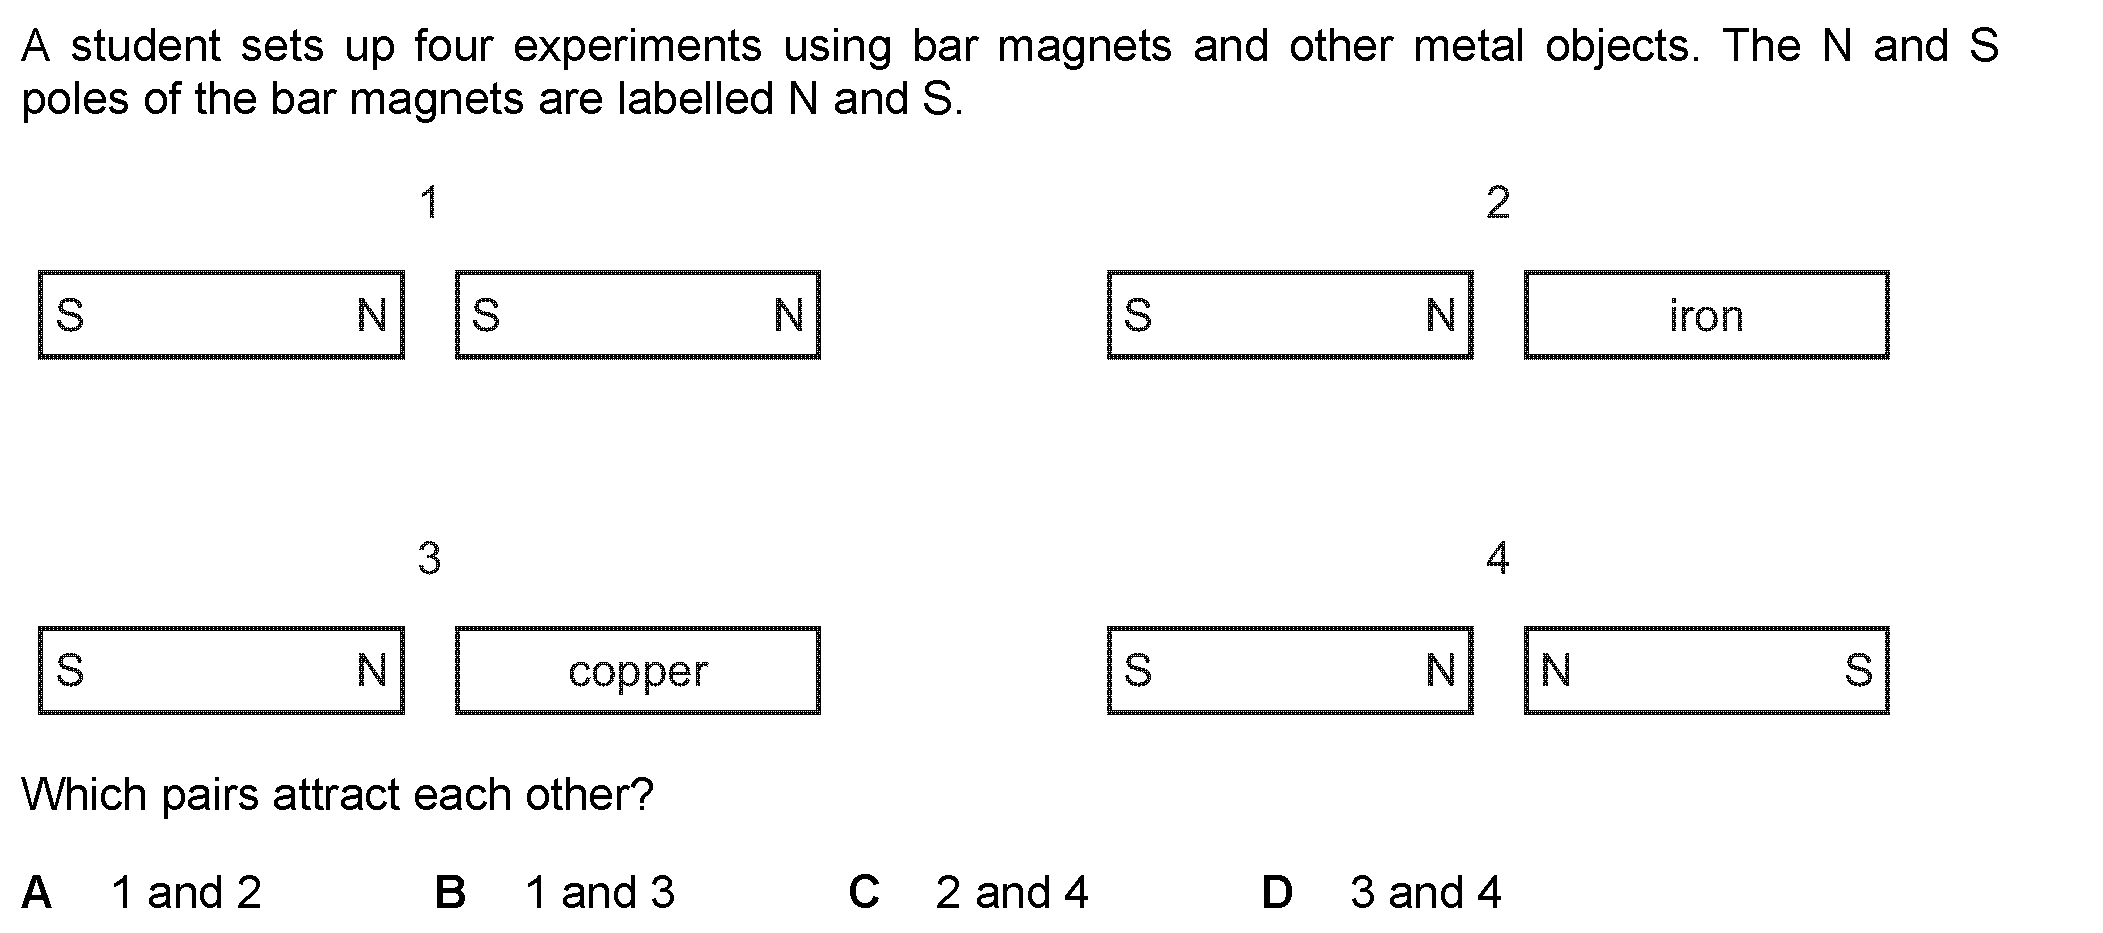 A student sets up four experiments using bar magnets and other metal objects. The N and S
poles of the bar magnets are labelled N and S.
1 2
S N S N S N iron
3 4
S N copper S N N S
Which pairs attract each other?
A 1 and 2 B 1 and 3 C 2 and 4 D 3 and 4